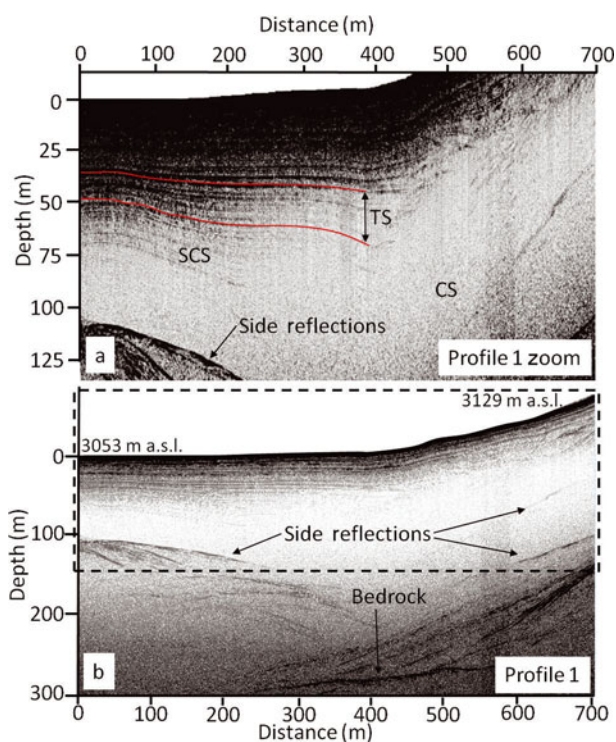 Distance (m)
0 100 200 300 400 500 600 700
0
25
50
75
100
125
Depth (m)
TS
SCS
CS
Side reflections
a
Profile 1 zoom
3129 m a.s.l.
3053 m a.s.l.
0
100
200
300
Depth (m)
Side reflections
Bedrock
b
Profile 1
0 100 200 300 400 500 600 700
Distance (m)